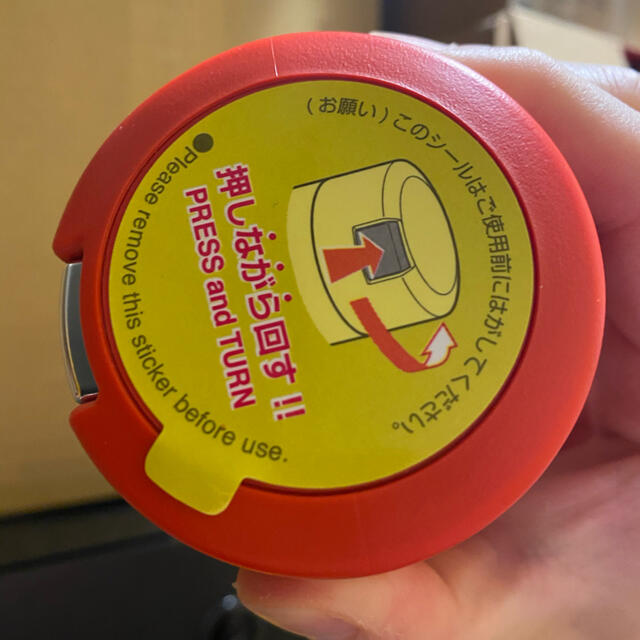 (お願い)このシールはご使用前にはがしてください。
押しながら回す!!
PRESS and TURN
●Please remove this sticker before use.